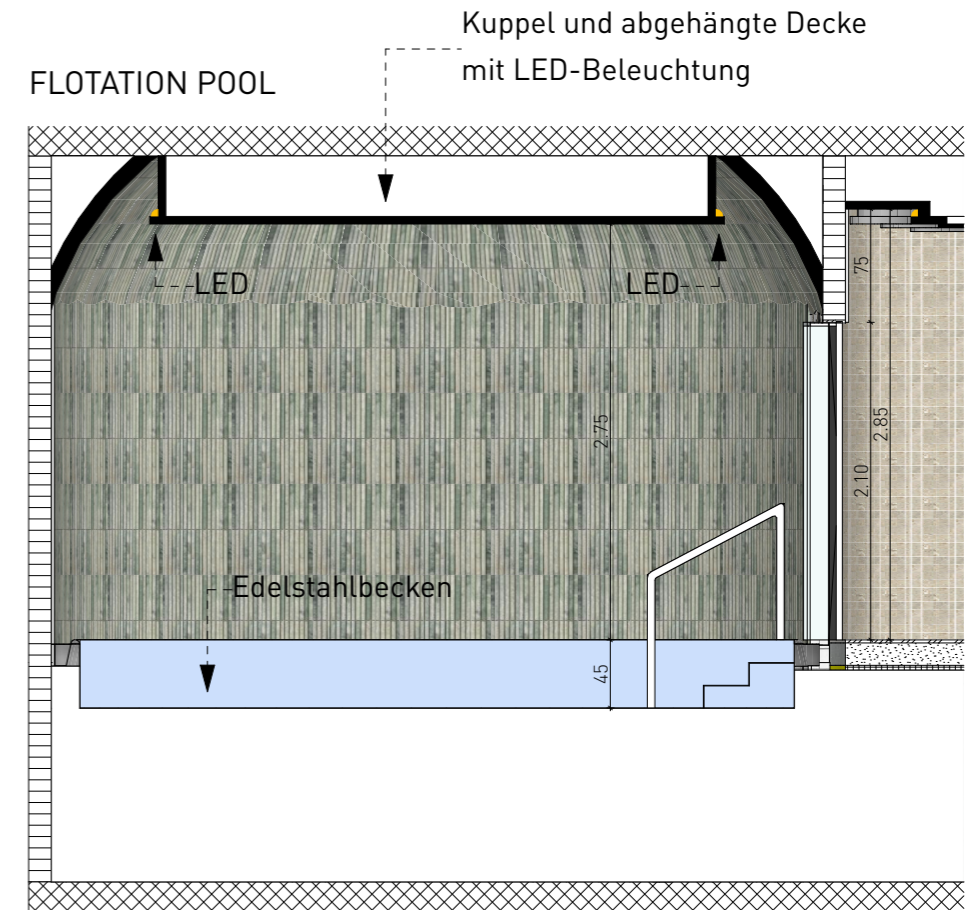 Kuppel und abgehängte Decke
mit LED-Beleuchtung
FLOTATION POOL
LED
LED
75
2.75
2.85
2.10
Edelstahlbecken
45